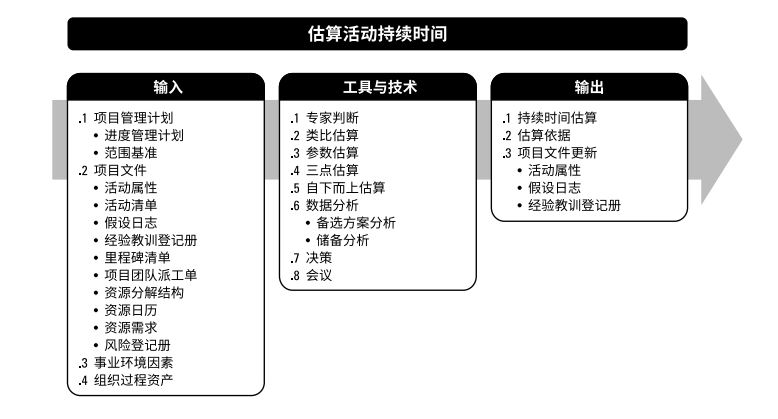 估算活动持续时间
输入
.1 项目管理计划
• 进度管理计划
• 范围基准
.2 项目文件
• 活动属性
• 活动清单
• 假设日志
• 经验教训登记册
• 里程碑清单
• 项目团队派工单
• 资源分解结构
• 资源日历
• 资源需求
• 风险登记册
.3 事业环境因素
.4 组织过程资产
工具与技术
.1 专家判断
.2 类比估算
.3 参数估算
.4 三点估算
.5 自下而上估算
.6 数据分析
• 备选方案分析
• 储备分析
.7 决策
.8 会议
输出
.1 持续时间估算
.2 估算依据
.3 项目文件更新
• 活动属性
• 假设日志
• 经验教训登记册